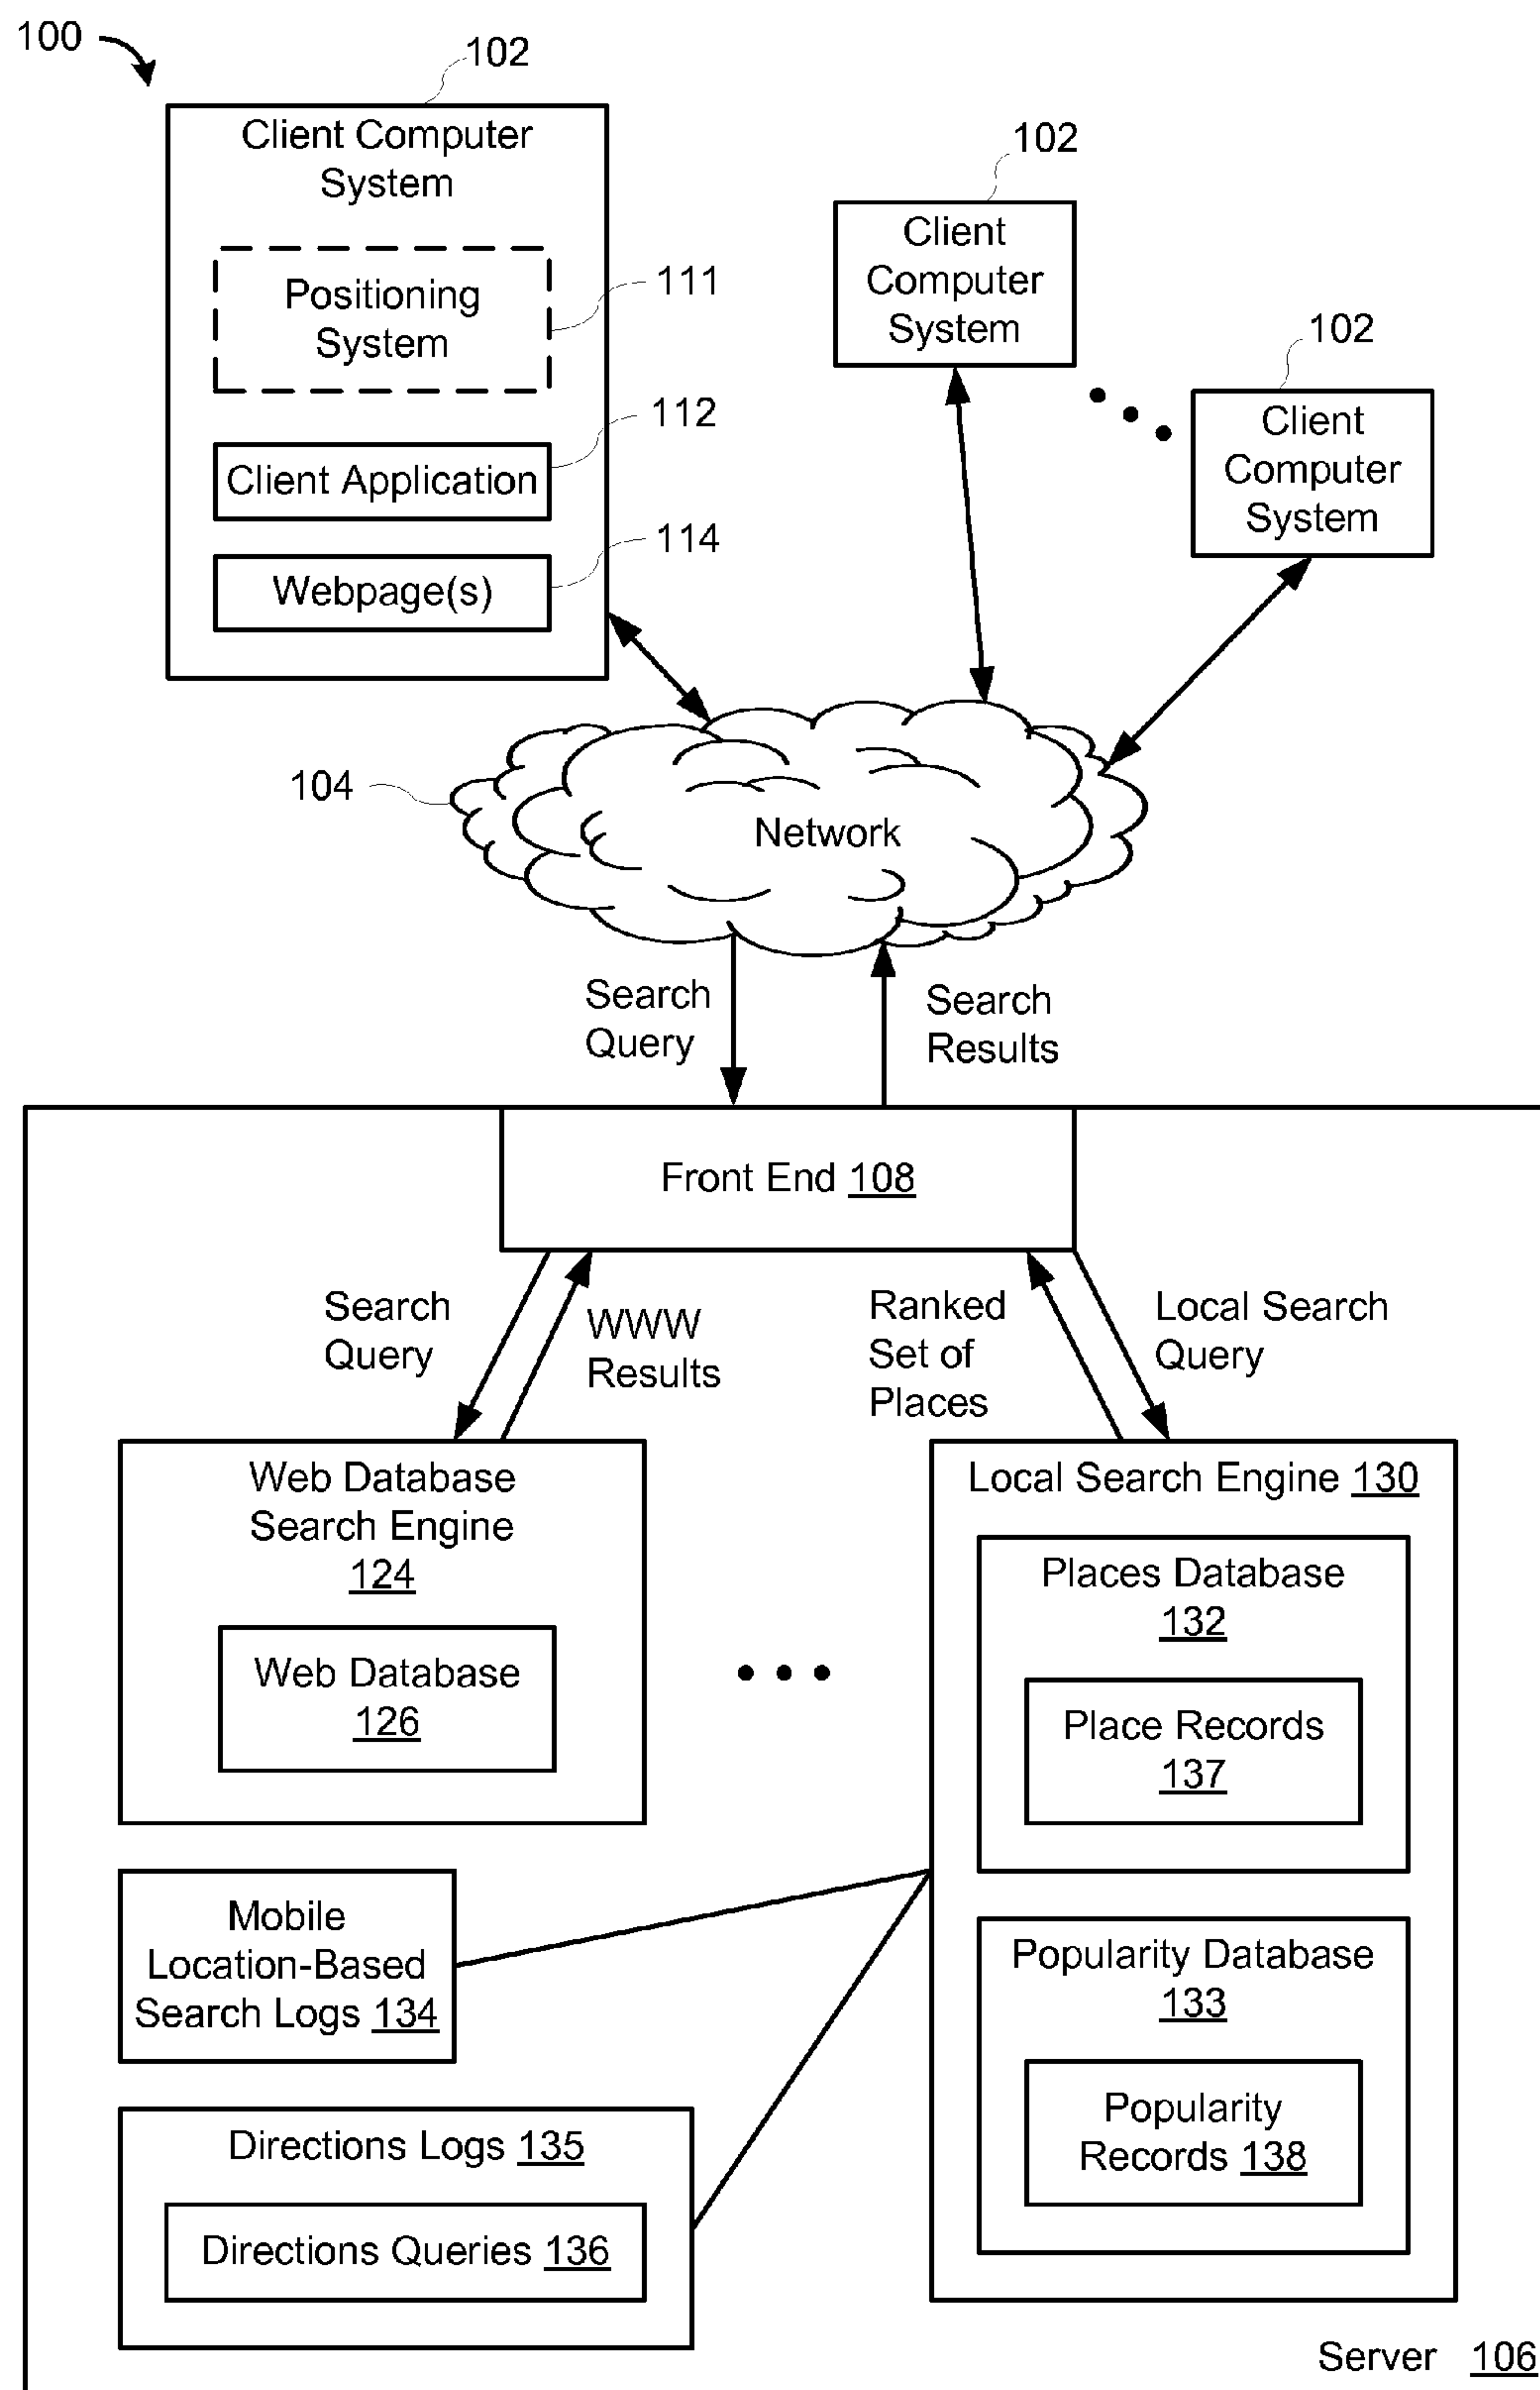 100
102
Client Computer
System
Positioning
System
111
Client Application
112
Webpage(s)
114
102
Client
Computer
System
102
Client
Computer
System
104
Network
Search
Query
Search
Results
Front End 108
Search
Query
WWW
Results
Ranked
Set of
Places
Local Search
Query
Web Database
Search Engine
124
Web Database
126
Local Search Engine 130
Places Database
132
Place Records
137
Mobile
Location-Based
Search Logs 134
Popularity Database
133
Popularity
Records 138
Directions Logs 135
Directions Queries 136
Server 106